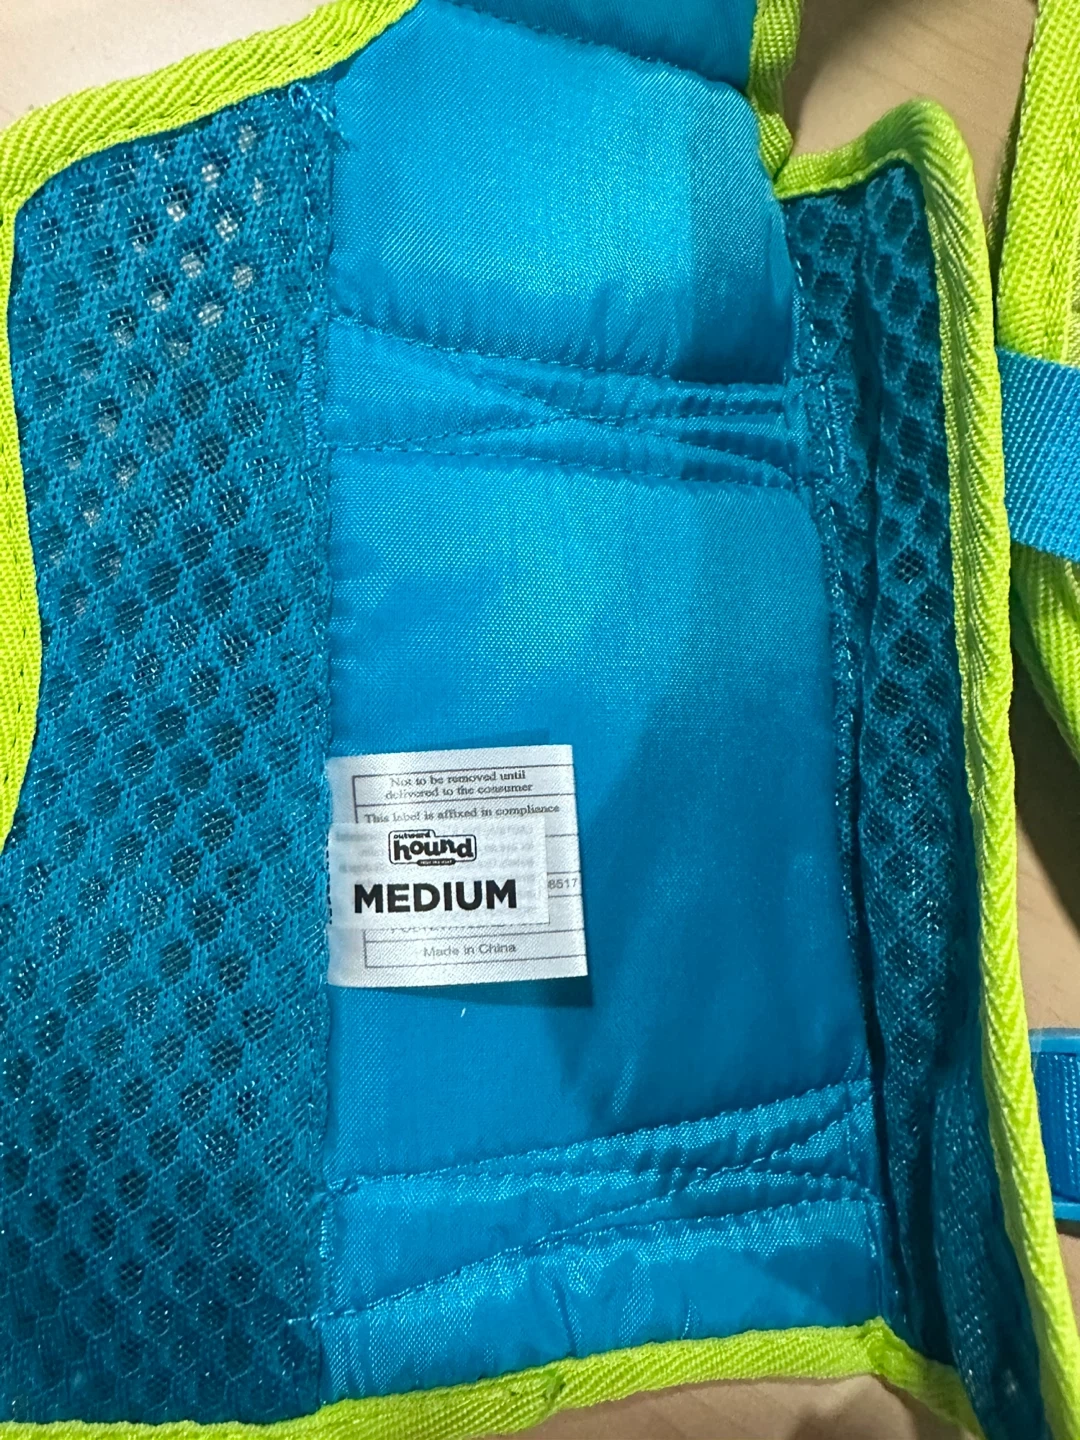 Not to be removed until
delivered to the consumer
This label is affixed in compliance
outward
hound
MEDIUM
8517
Made in China